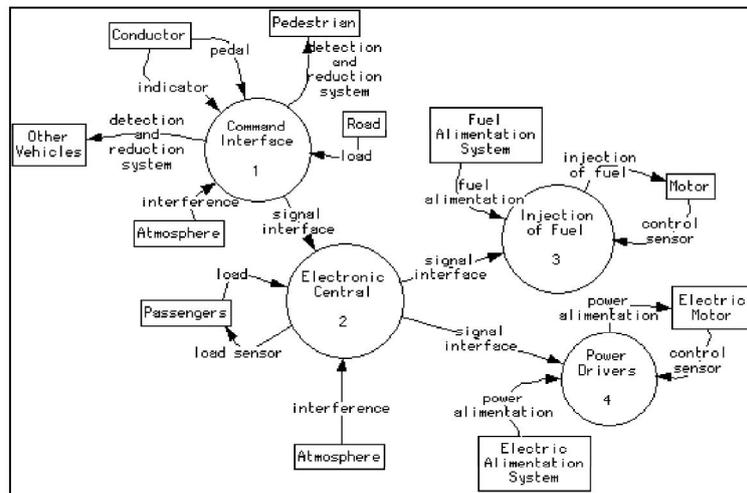 Pedestrian
Conductor
pedal
detection
and
reduction
system
indicator
detection
and
reduction
system
Other
Vehicles
Command
Interface
1
Road
load
interference
Atmosphere
signal
interface
Fuel
Alimentation
System
fuel
alimentation
injection
of fuel
Motor
control
sensor
Injection
of Fuel
3
Electronic
Central
2
load
Passengers
load sensor
signal
interface
signal
interface
power
alimentation
Electric
Motor
control
sensor
Power
Drivers
4
power
alimentation
Electric
Alimentation
System
interference
Atmosphere